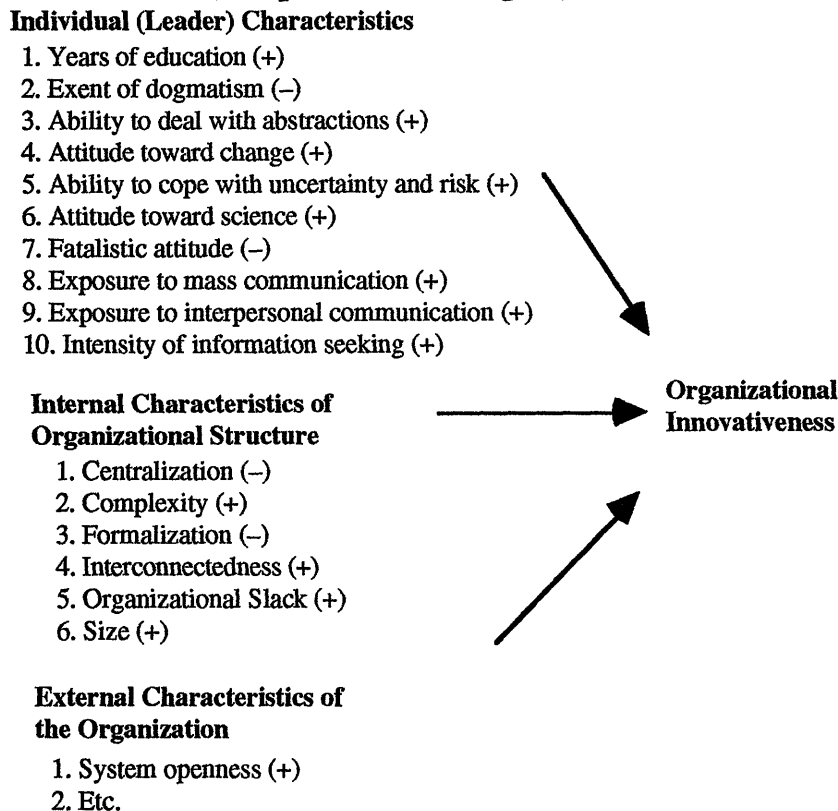 Individual (Leader) Characteristics
1. Years of education (+)
2. Exent of dogmatism (–)
3. Ability to deal with abstractions (+)
4. Attitude toward change (+)
5. Ability to cope with uncertainty and risk (+)
6. Attitude toward science (+)
7. Fatalistic attitude (–)
8. Exposure to mass communication (+)
9. Exposure to interpersonal communication (+)
10. Intensity of information seeking (+)
Internal Characteristics of
Organizational Structure
1. Centralization (–)
2. Complexity (+)
3. Formalization (–)
4. Interconnectedness (+)
5. Organizational Slack (+)
6. Size (+)
External Characteristics of
the Organization
1. System openness (+)
2. Etc.
Organizational
Innovativeness